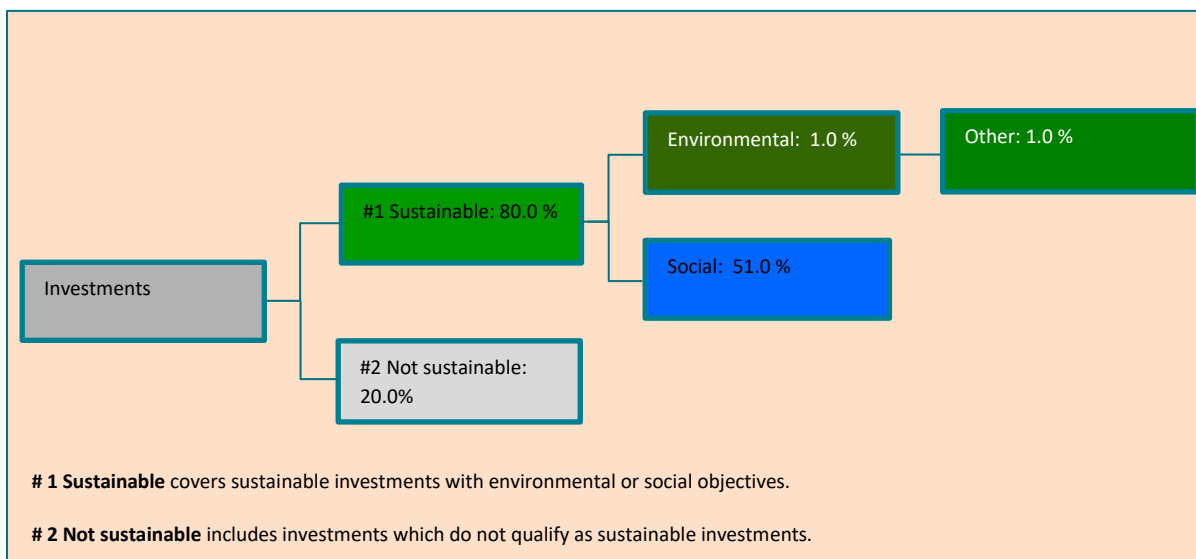 Environmental:  1.0 %
Other: 1.0 %
#1 Sustainable: 80.0 %
Social:  51.0 %
Investments
#2 Not sustainable:
20.0%
# 1 Sustainable covers sustainable investments with environmental or social objectives.
# 2 Not sustainable includes investments which do not qualify as sustainable investments.